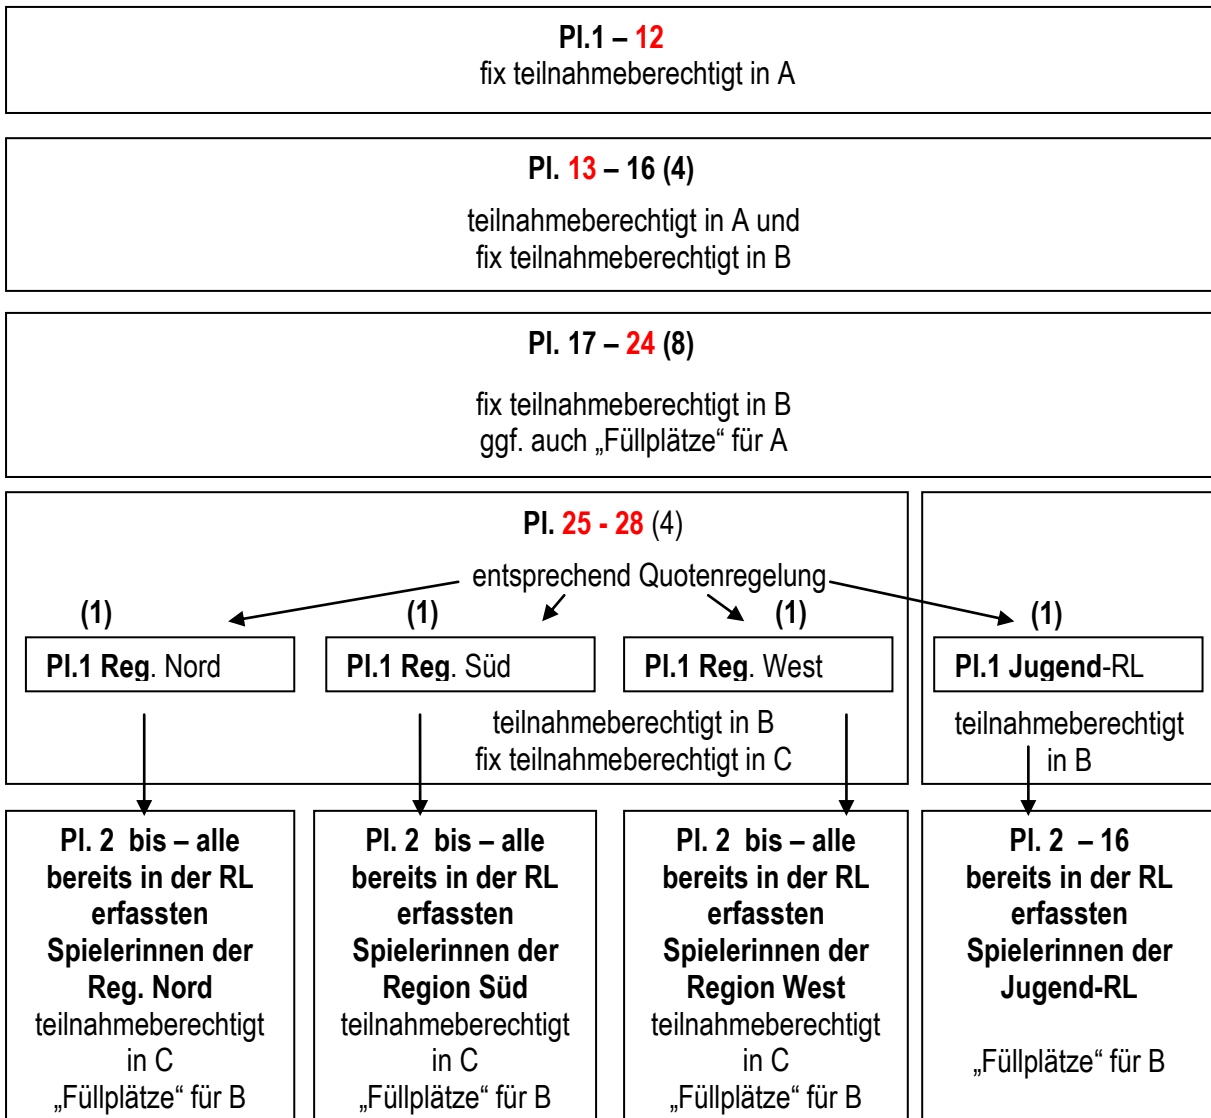 Pl.1 – 12
fix teilnahmeberechtigt in A
Pl. 13 – 16 (4)
teilnahmeberechtigt in A und
fix teilnahmeberechtigt in B
Pl. 17 – 24 (8)
fix teilnahmeberechtigt in B
ggf. auch „Füllplätze“ für A
Pl. 25 - 28 (4)
entsprechend Quotenregelung
(1) (1) (1) (1)
Pl.1 Reg. Nord
Pl.1 Reg. Süd
Pl.1 Reg. West
Pl.1 Jugend-RL
teilnahmeberechtigt in B
fix teilnahmeberechtigt in C
teilnahmeberechtigt
in B
Pl. 2 bis – alle
bereits in der RL
erfassten
Spielerinnen der
Reg. Nord
teilnahmeberechtigt
in C
„Füllplätze“ für B
Pl. 2 bis – alle
bereits in der RL
erfassten
Spielerinnen der
Region Süd
teilnahmeberechtigt
in C
„Füllplätze“ für B
Pl. 2 bis – alle
bereits in der RL
erfassten
Spielerinnen der
Region West
teilnahmeberechtigt
in C
„Füllplätze“ für B
Pl. 2 – 16
bereits in der RL
erfassten
Spielerinnen der
Jugend-RL
„Füllplätze“ für B